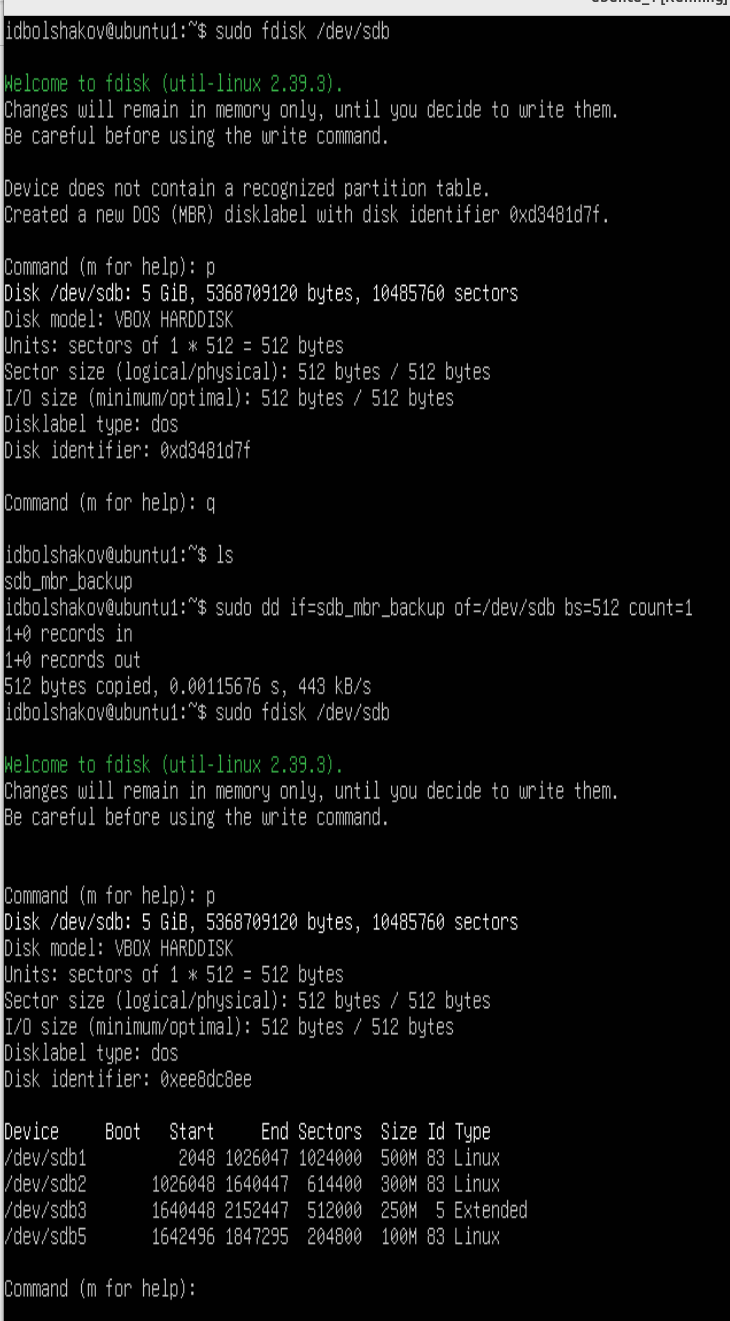 idbolshakov@ubuntu1:~$ sudo fdisk /dev/sdb
Welcome to fdisk (util-linux 2.39.3).
Changes will remain in memory only, until you decide to write them.
Be careful before using the write command.
Device does not contain a recognized partition table.
Created a new DOS (MBR) disklabel with disk identifier 0xd3481d7f.
Command (m for help): p
Disk /dev/sdb: 5 GiB, 5368709120 bytes, 10485760 sectors
Disk model: VBOX HARDDISK
Units: sectors of 1 * 512 = 512 bytes
Sector size (logical/physical): 512 bytes / 512 bytes
I/O size (minimum/optimal): 512 bytes / 512 bytes
Disklabel type: dos
Disk identifier: 0xd3481d7f
Command (m for help): q
idbolshakov@ubuntu1:~$ ls
sdb_mbr_backup
idbolshakov@ubuntu1:~$ sudo dd if=sdb_mbr_backup of=/dev/sdb bs=512 count=1
1+0 records in
1+0 records out
512 bytes copied, 0.00115676 s, 443 kB/s
idbolshakov@ubuntu1:~$ sudo fdisk /dev/sdb
Welcome to fdisk (util-linux 2.39.3).
Changes will remain in memory only, until you decide to write them.
Be careful before using the write command.
Command (m for help): p
Disk /dev/sdb: 5 GiB, 5368709120 bytes, 10485760 sectors
Disk model: VBOX HARDDISK
Units: sectors of 1 * 512 = 512 bytes
Sector size (logical/physical): 512 bytes / 512 bytes
I/O size (minimum/optimal): 512 bytes / 512 bytes
Disklabel type: dos
Disk identifier: 0xee8dc8ee
Device     Boot   Start     End Sectors  Size Id Type
/dev/sdb1          2048 1026047 1024000  500M 83 Linux
/dev/sdb2       1026048 1640447  614400  300M 83 Linux
/dev/sdb3       1640448 2152447  512000  250M  5 Extended
/dev/sdb5       1642496 1847295  204800  100M 83 Linux
Command (m for help):